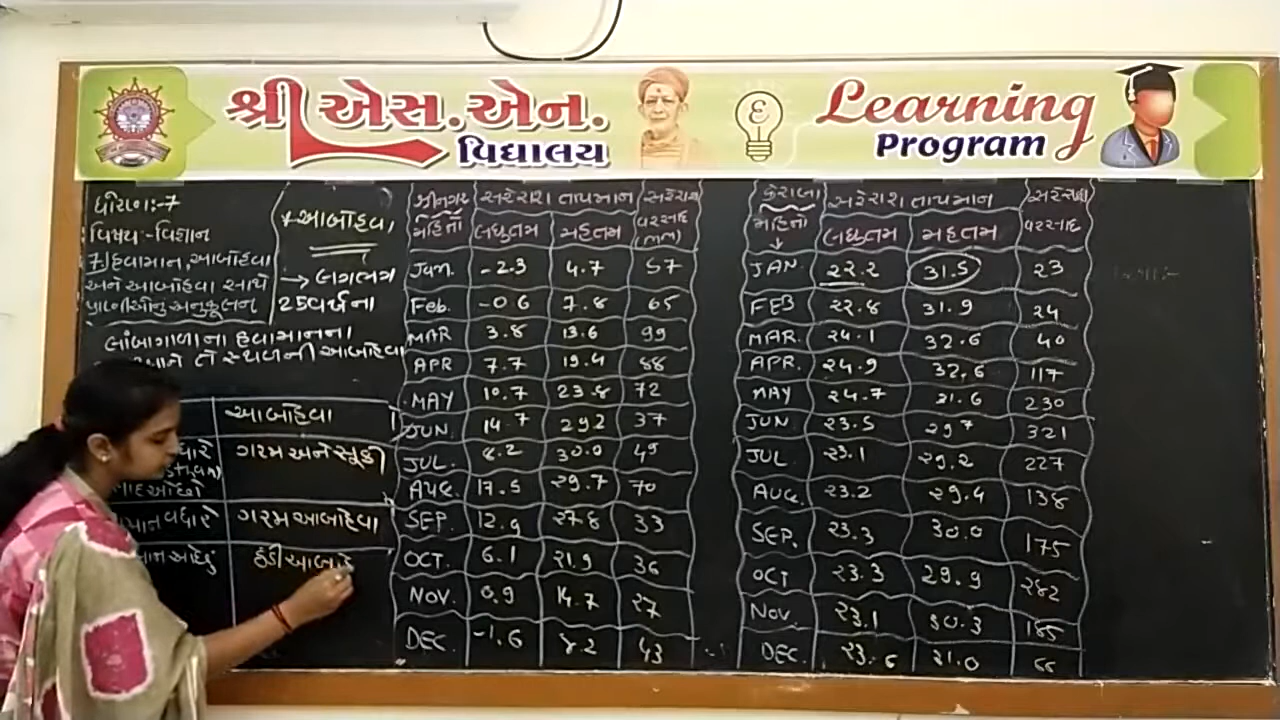 શ્રી એસ.એન.
વિદ્યાલય
Learning
Program
ધોરણ:-7
વિષય:-વિજ્ઞાન
7) હવામાન, આબોહવા
અને આબોહવા સાથે
પ્રાણીઓનું અનુકૂલન
* આબોહવા
→ લગભગ
25 વર્ષના
લાંબાગાળાના હવામાનના
તે સ્થળની આબોહવા
આબોહવા
ગરમ અને સૂકી
વધારે ગરમ આબોહવા
ઓછું ઠંડી
શ્રીનગર સરેરાશ તાપમાન સરેરાશ
મહિનો લઘુતમ મહતમ વરસાદ
(મિમી)
Jan. -2.3 4.7 57
Feb. -0.6 7.8 65
MAR 3.8 13.6 99
APR 7.7 19.4 88
MAY 10.7 23.8 72
JUN. 14.7 29.2 37
JUL. 8.2 30.0 49
AUG. 17.5 29.7 70
SEP. 12.9 27.8 33
OCT. 6.1 21.9 36
NOV. 0.9 14.7 27
DEC -1.6 8.2 43
કેરાલા સરેરાશ તાપમાન સરેરાશ
મહિનો ↓ લઘુતમ મહતમ વરસાદ
JAN. 22.2 31.5 23
FEB 22.8 31.9 24
MAR. 24.1 32.6 40
APR. 24.9 32.6 117
MAY 24.7 31.6 230
JUN 23.5 29.7 321
JUL 23.1 29.2 227
AUG. 23.2 29.4 138
SEP. 23.3 30.0 175
OCT 23.3 29.9 282
Nov. 23.1 30.3 185
DEC. 23.6 31.0 66